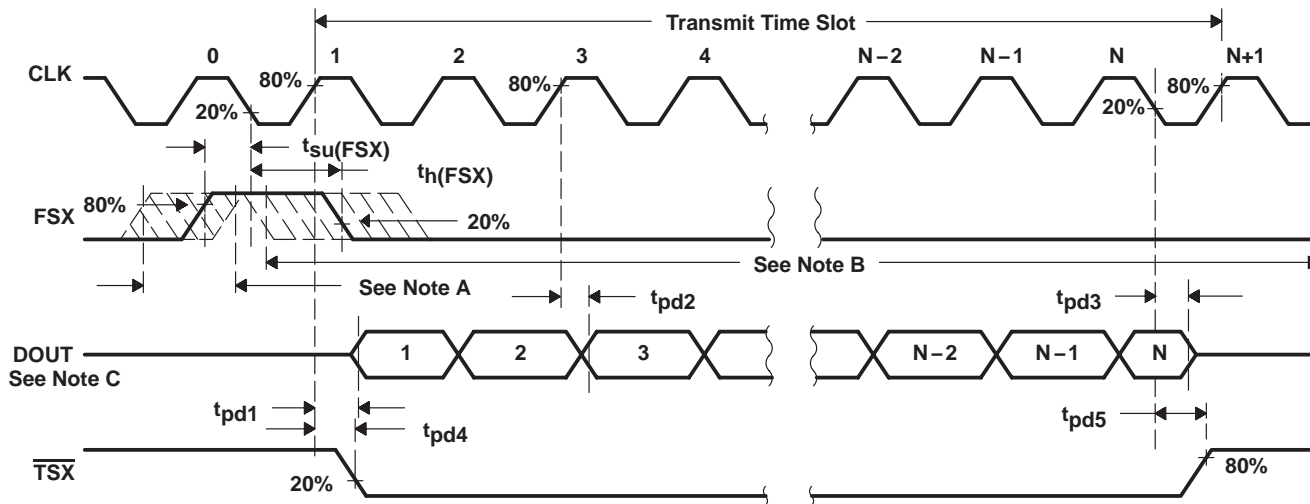 Transmit Time Slot
0 1 2 3 4 N−2 N−1 N N+1
CLK
80% 80% 80%
20% 20%
tsu(FSX)
th(FSX)
80%
FSX
20%
See Note B
See Note A
tpd2 tpd3
DOUT
See Note C
1 2 3 N−2 N−1 N
tpd1 tpd4 tpd5
TSX
20% 80%